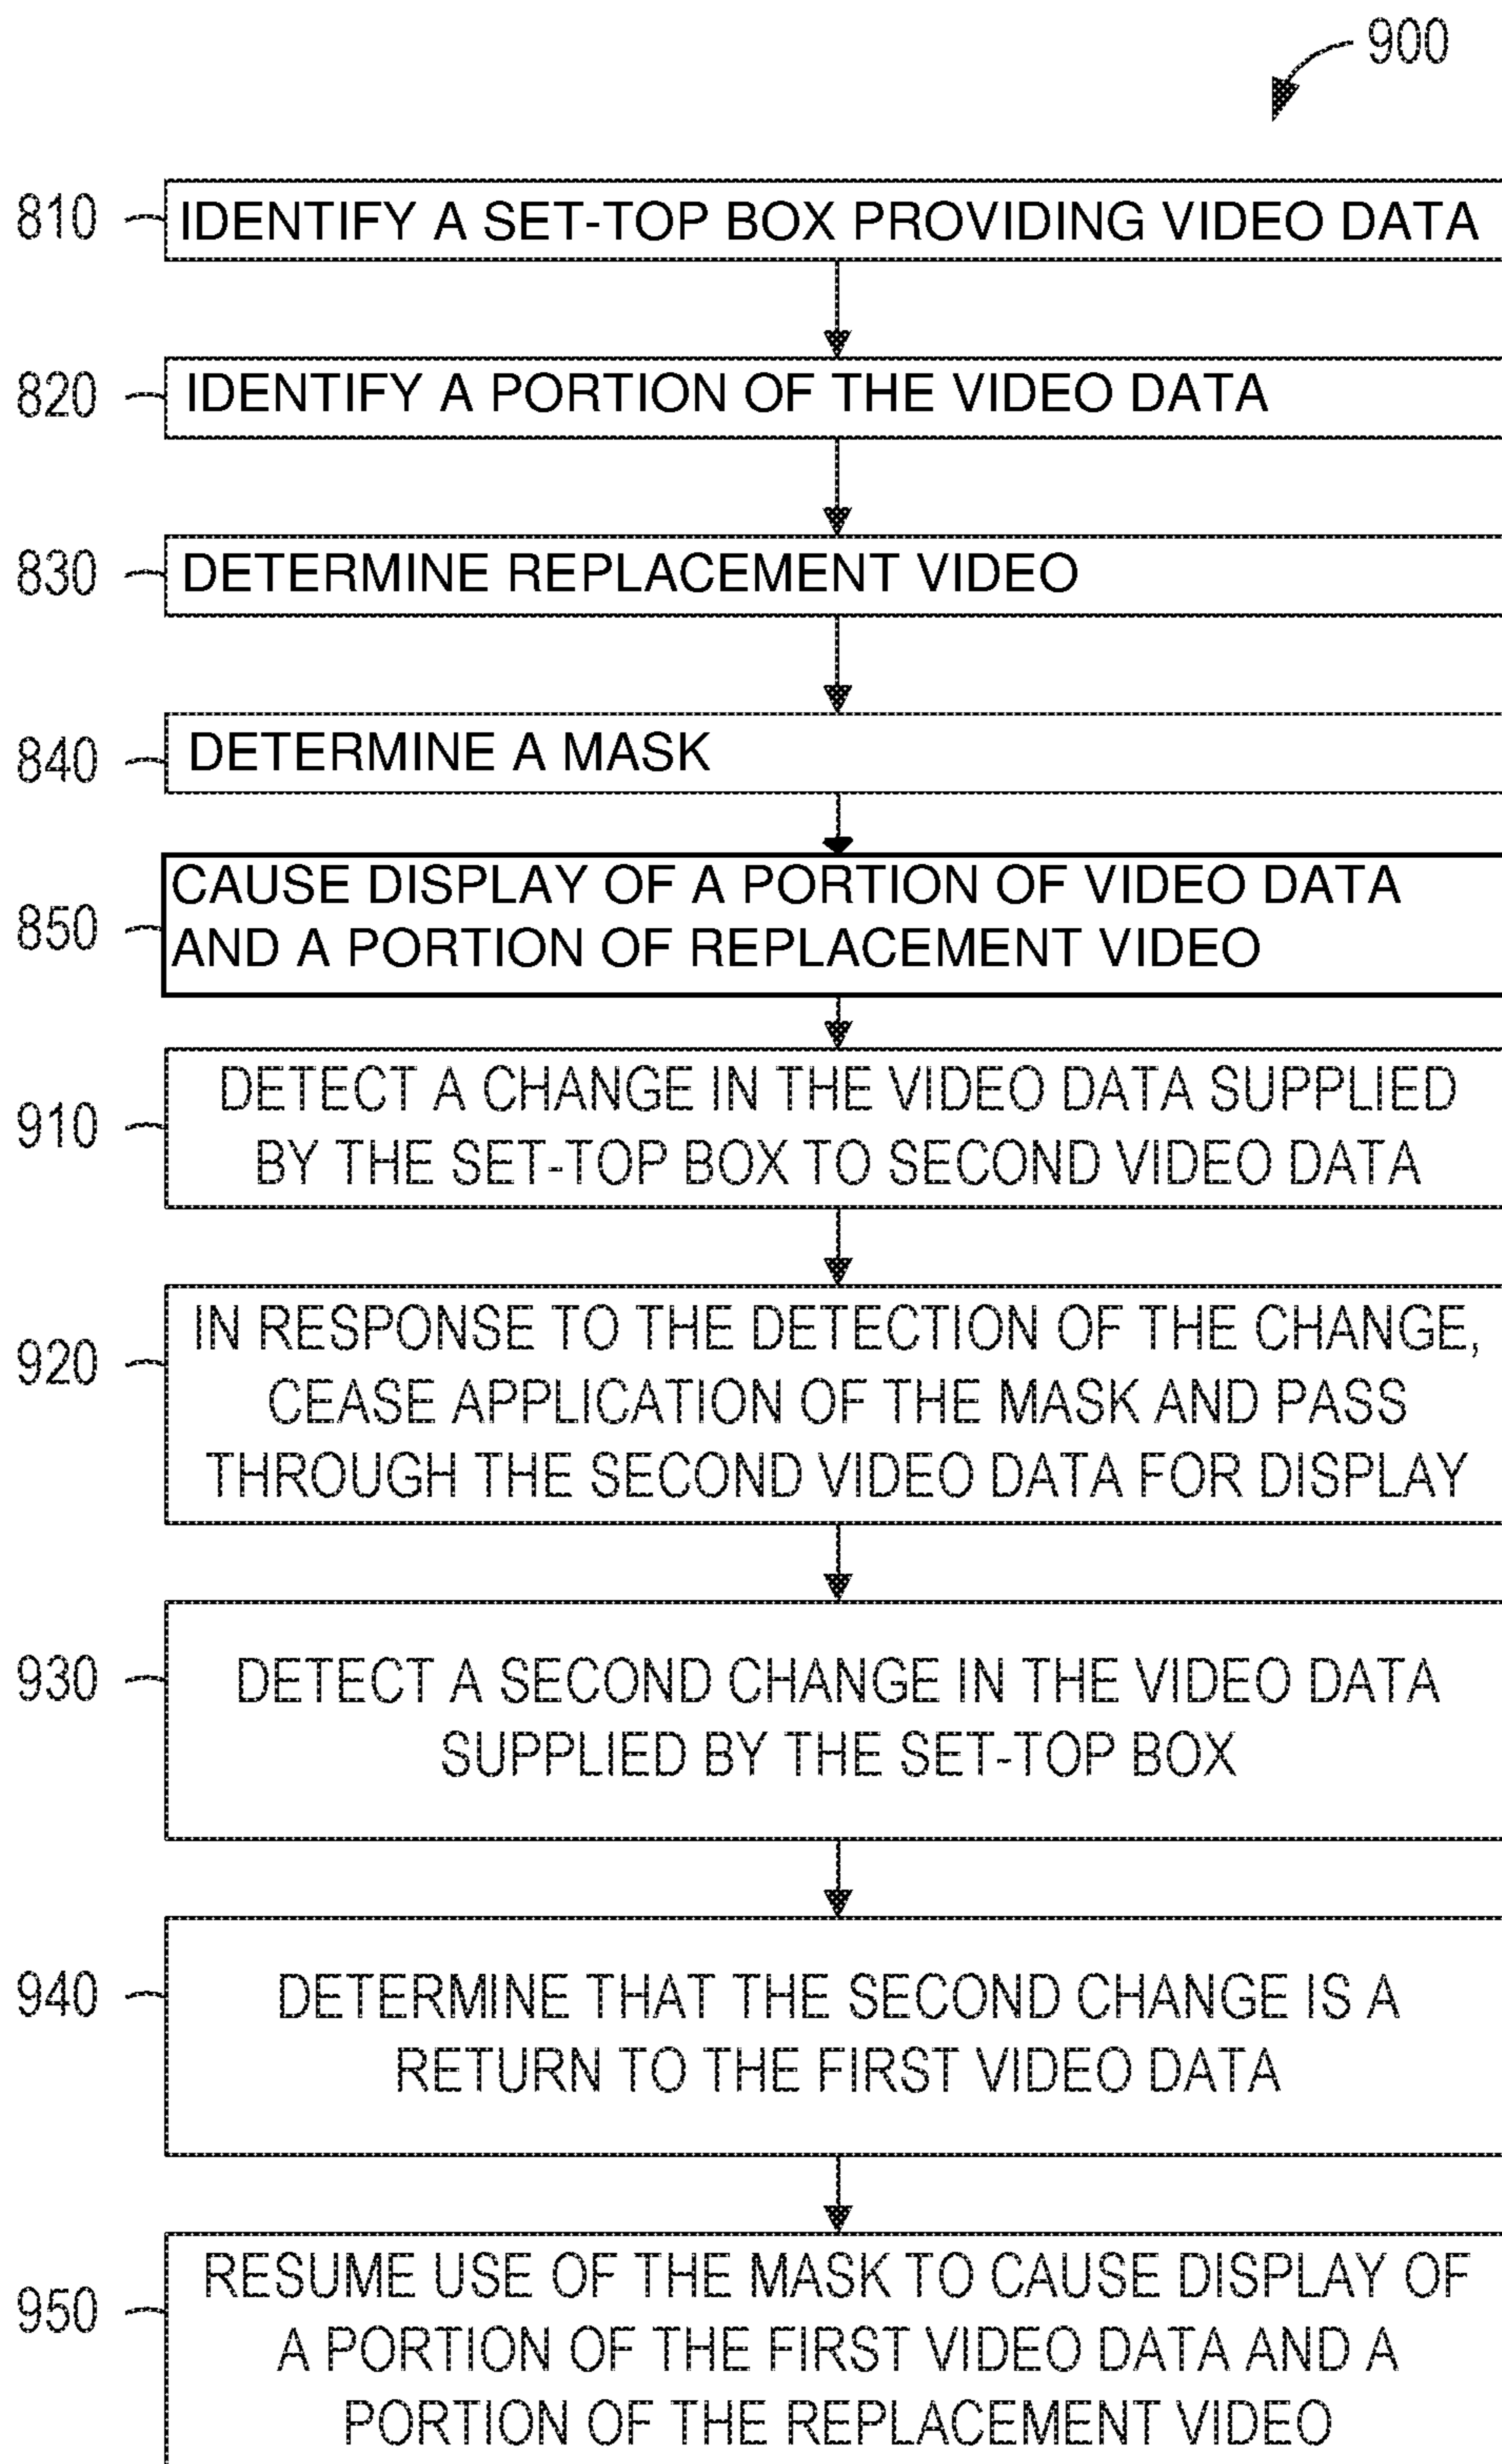 900
810
IDENTIFY A SET-TOP BOX PROVIDING VIDEO DATA
820
IDENTIFY A PORTION OF THE VIDEO DATA
830
DETERMINE REPLACEMENT VIDEO
840
DETERMINE A MASK
850
CAUSE DISPLAY OF A PORTION OF VIDEO DATA
AND A PORTION OF REPLACEMENT VIDEO
910
DETECT A CHANGE IN THE VIDEO DATA SUPPLIED
BY THE SET-TOP BOX TO SECOND VIDEO DATA
920
IN RESPONSE TO THE DETECTION OF THE CHANGE,
CEASE APPLICATION OF THE MASK AND PASS
THROUGH THE SECOND VIDEO DATA FOR DISPLAY
930
DETECT A SECOND CHANGE IN THE VIDEO DATA
SUPPLIED BY THE SET-TOP BOX
940
DETERMINE THAT THE SECOND CHANGE IS A
RETURN TO THE FIRST VIDEO DATA
950
RESUME USE OF THE MASK TO CAUSE DISPLAY OF
A PORTION OF THE FIRST VIDEO DATA AND A
PORTION OF THE REPLACEMENT VIDEO